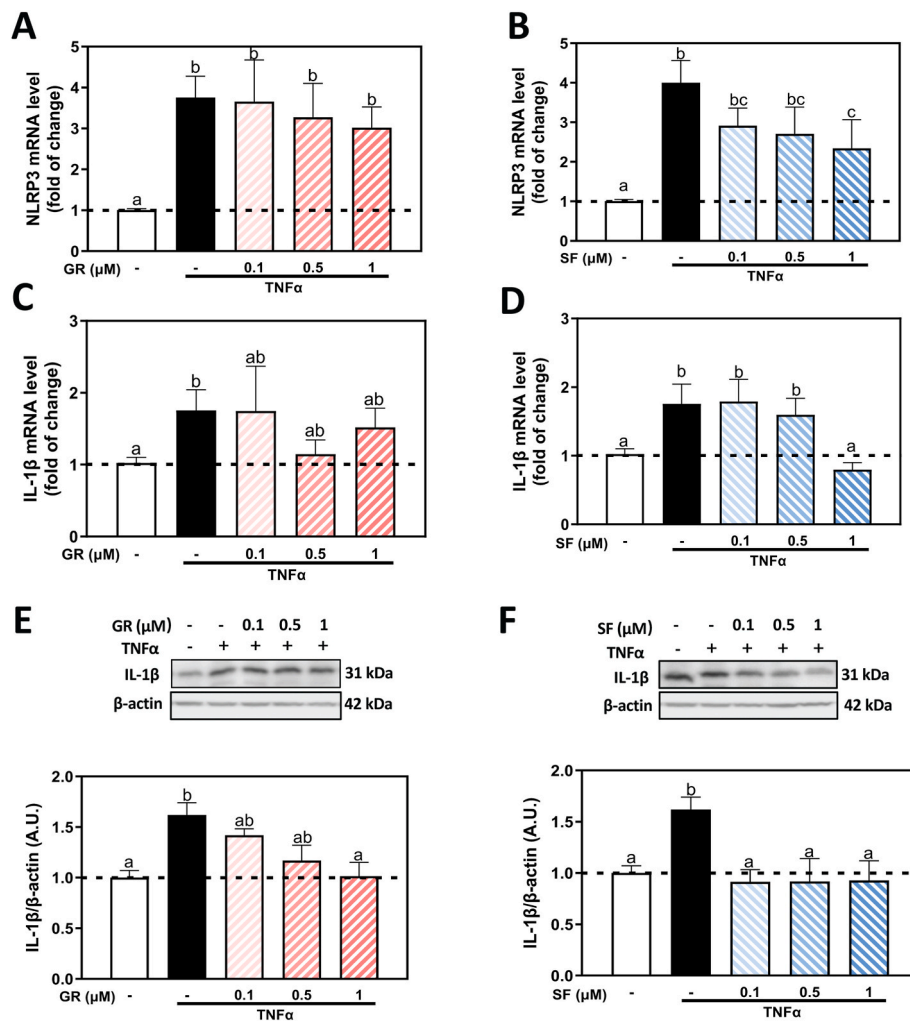 A
NLRP3 mRNA level
(fold of change)
5
4
3
2
1
0
a
b
b
b
b
GR (μM)
-
-
0.1
0.5
1
TNFα
B
NLRP3 mRNA level
(fold of change)
5
4
3
2
1
0
a
b
bc
bc
c
SF (μM)
-
-
0.1
0.5
1
TNFα
C
IL-1β mRNA level
(fold of change)
3
2
1
0
a
b
ab
ab
ab
GR (μM)
-
-
0.1
0.5
1
TNFα
D
IL-1β mRNA level
(fold of change)
3
2
1
0
a
b
b
b
a
SF (μM)
-
-
0.1
0.5
1
TNFα
E
GR (μM) - - 0.1 0.5 1
TNFα - + + + +
IL-1β 31 kDa
β-actin 42 kDa
IL-1β/β-actin (A.U.)
2.0
1.5
1.0
0.5
0.0
a
b
ab
ab
a
GR (μM)
-
-
0.1
0.5
1
TNFα
F
SF (μM) - - 0.1 0.5 1
TNFα - + + + +
IL-1β 31 kDa
β-actin 42 kDa
IL-1β/β-actin (A.U.)
2.0
1.5
1.0
0.5
0.0
a
b
a
a
a
SF (μM)
-
-
0.1
0.5
1
TNFα